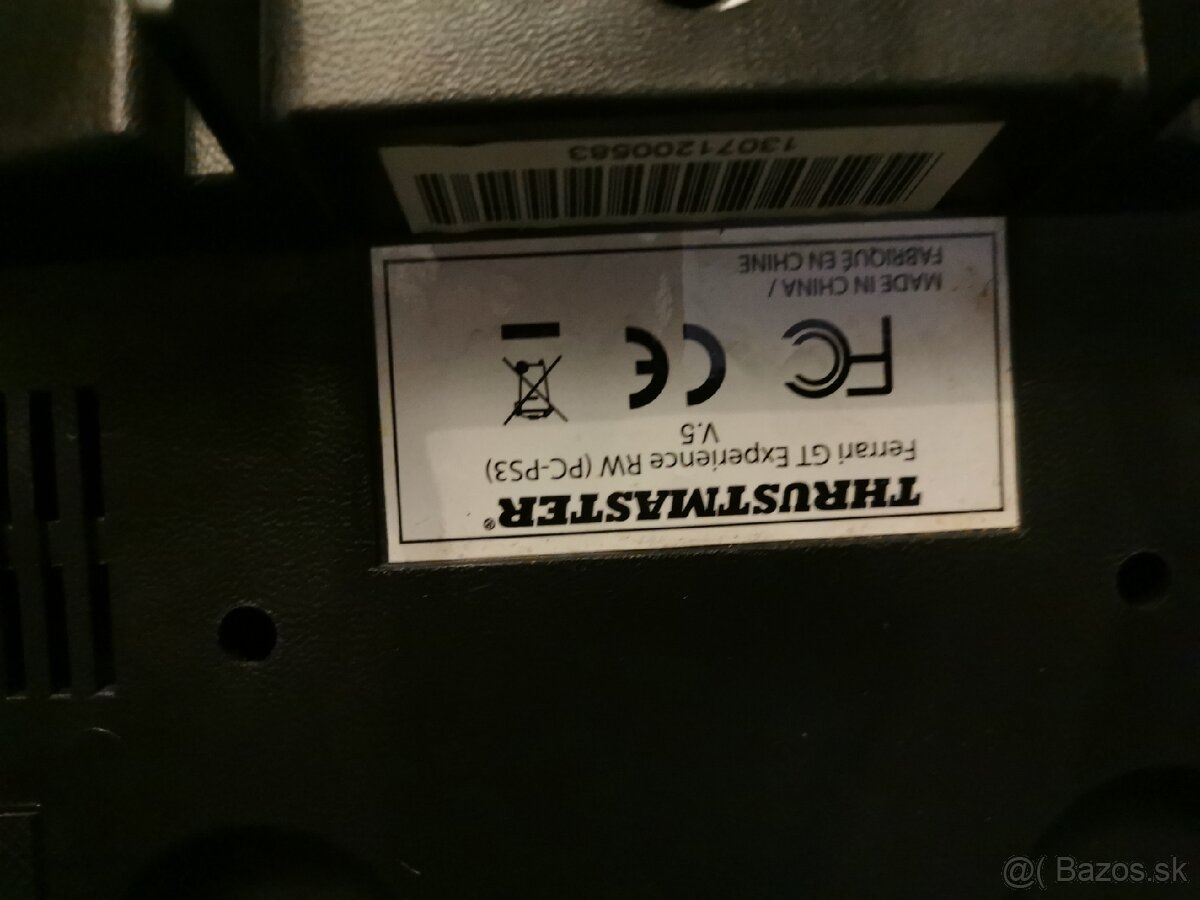 THRUSTMASTER®
Ferrari GT Experience RW (PC-PS3)
V.5
FC CE
MADE IN CHINA /
FABRIQUÉ EN CHINE
13071200583
@( Bazos.sk